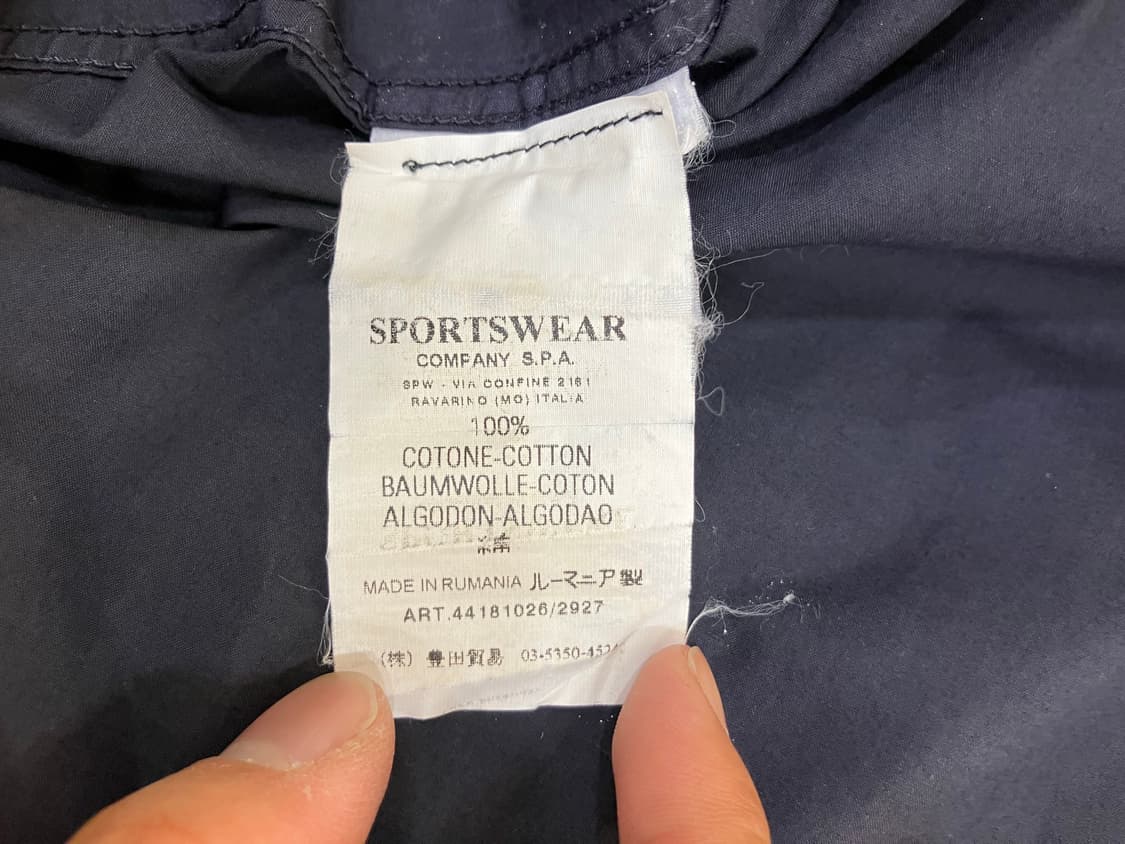 SPORTSWEAR
COMPANY S.P.A.
SPW - VIA CONFINE 2161
RAVARINO (MO) ITALIA
100%
COTONE-COTTON
BAUMWOLLE-COTON
ALGODON-ALGODAO
綿
MADE IN RUMANIA ルーマニア製
ART.44181026/2927
(株) 豊田貿易